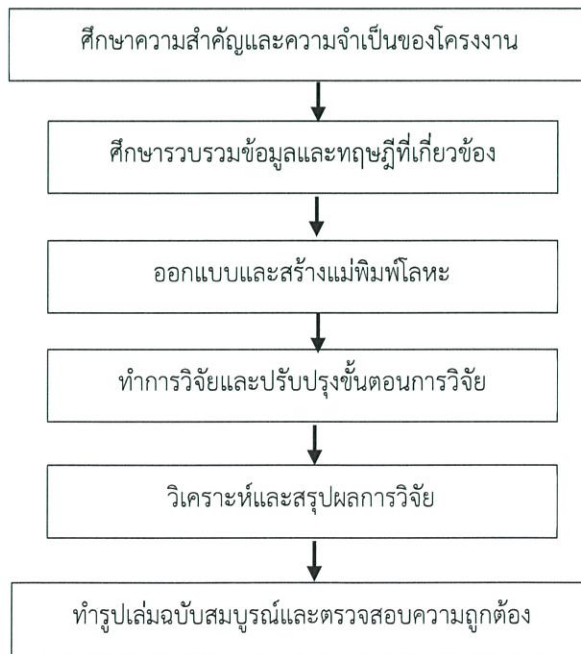 ศึกษาความสำคัญและความจำเป็นของโครงงาน
ศึกษารวบรวมข้อมูลและทฤษฎีที่เกี่ยวข้อง
ออกแบบและสร้างแม่พิมพ์โลหะ
ทำการวิจัยและปรับปรุงขั้นตอนการวิจัย
วิเคราะห์และสรุปผลการวิจัย
ทำรูปเล่มฉบับสมบูรณ์และตรวจสอบความถูกต้อง